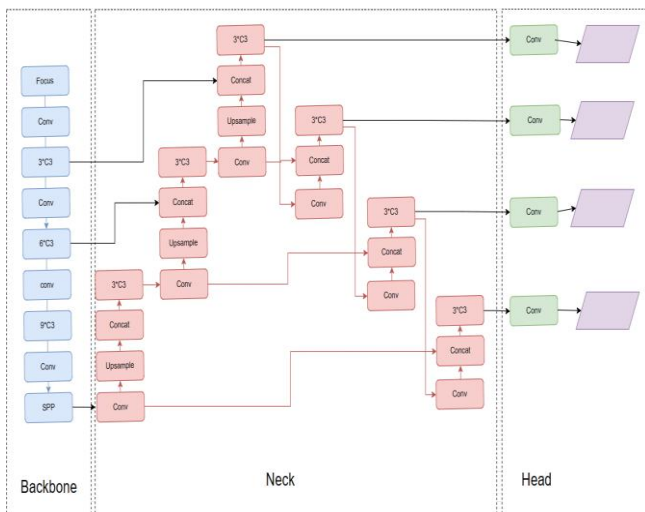 Focus
Conv
3*C3
Conv
6*C3
conv
9*C3
Conv
SPP
Backbone
3*C3
Concat
Upsample
Conv
3*C3
Concat
Upsample
Conv
3*C3
Concat
Upsample
Conv
3*C3
Concat
Conv
3*C3
Concat
Conv
3*C3
Concat
Conv
Neck
Conv
Conv
Conv
Conv
Head